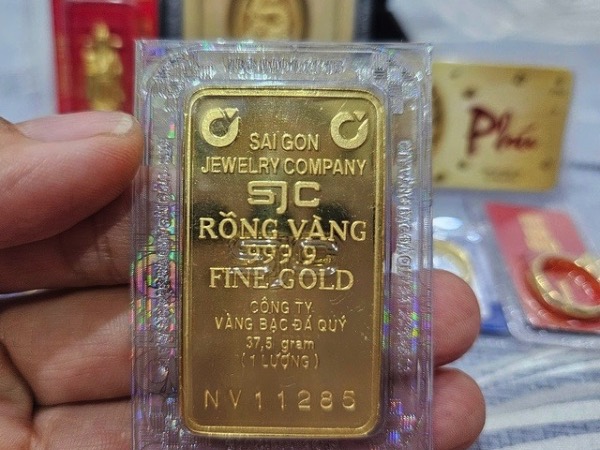 SAIGON
JEWELRY COMPANY
SJC
RỒNG VÀNG
999.9
FINE GOLD
CÔNG TY
VÀNG BẠC ĐÁ QUÝ
37,5 gram
(1 LƯỢNG)
NV11285
Phú